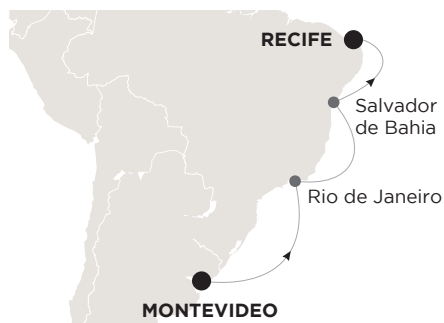 RECIFE
Salvador
de Bahia
Rio de Janeiro
MONTEVIDEO